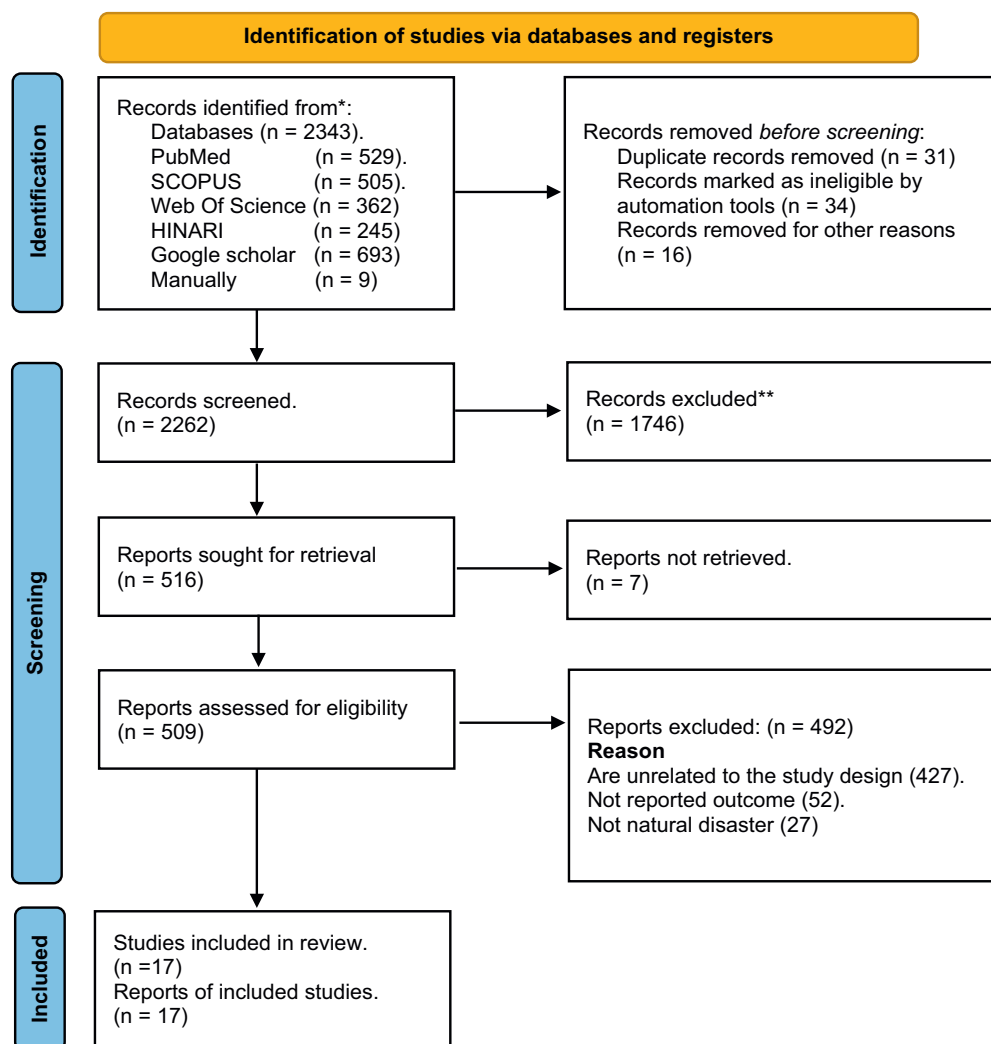 Identification of studies via databases and registers
Identification
Records identified from*:
Databases (n = 2343).
PubMed (n = 529).
SCOPUS (n = 505).
Web Of Science (n = 362)
HINARI (n = 245)
Google scholar (n = 693)
Manually (n = 9)
Records removed before screening:
Duplicate records removed (n = 31)
Records marked as ineligible by
automation tools (n = 34)
Records removed for other reasons
(n = 16)
Screening
Records screened.
(n = 2262)
Records excluded**
(n = 1746)
Reports sought for retrieval
(n = 516)
Reports not retrieved.
(n = 7)
Reports assessed for eligibility
(n = 509)
Reports excluded: (n = 492)
Reason
Are unrelated to the study design (427).
Not reported outcome (52).
Not natural disaster (27)
Included
Studies included in review.
(n =17)
Reports of included studies.
(n = 17)